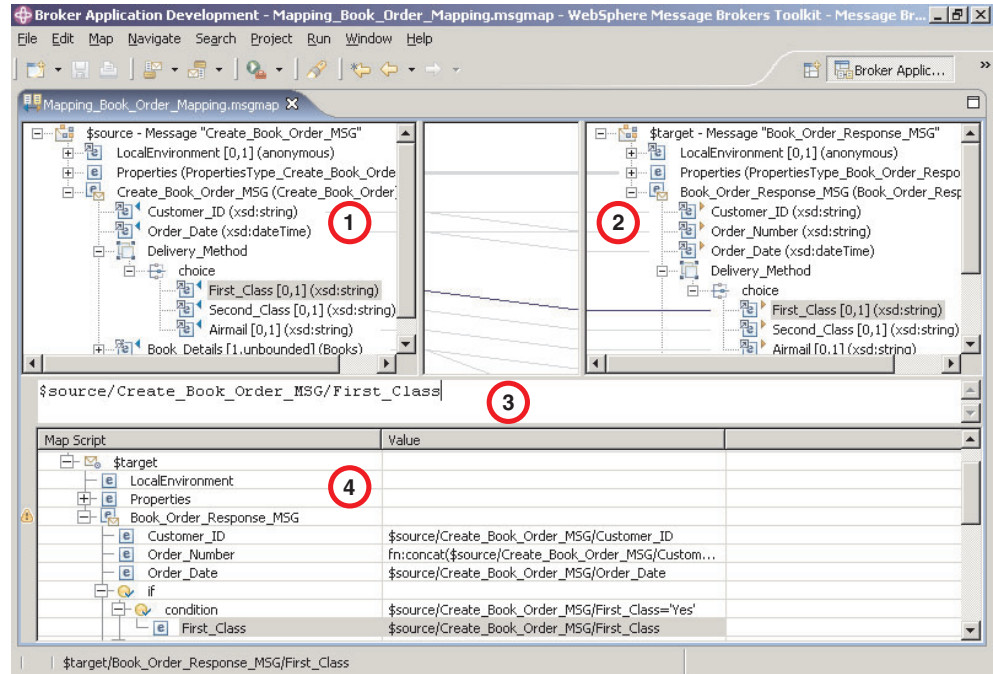 Broker Application Development - Mapping_Book_Order_Mapping.msgmap - WebSphere Message Brokers Toolkit - Message Br...
File Edit Map Navigate Search Project Run Window Help
Broker Applic... »
Mapping_Book_Order_Mapping.msgmap
$source - Message "Create_Book_Order_MSG"
LocalEnvironment [0,1] (anonymous)
Properties (PropertiesType_Create_Book_Orde
Create_Book_Order_MSG (Create_Book_Order)
Customer_ID (xsd:string)
Order_Date (xsd:dateTime)
Delivery_Method
choice
First_Class [0,1] (xsd:string)
Second_Class [0,1] (xsd:string)
Airmail [0,1] (xsd:string)
Book_Details [1,unbounded] (Books)
1
$target - Message "Book_Order_Response_MSG"
LocalEnvironment [0,1] (anonymous)
Properties (PropertiesType_Book_Order_Respo
Book_Order_Response_MSG (Book_Order_Resp
Customer_ID (xsd:string)
Order_Number (xsd:string)
Order_Date (xsd:dateTime)
Delivery_Method
choice
First_Class [0,1] (xsd:string)
Second_Class [0,1] (xsd:string)
Airmail [0,1] (xsd:string)
2
$source/Create_Book_Order_MSG/First_Class
3
Map Script Value
$target
LocalEnvironment
4
Properties
Book_Order_Response_MSG
Customer_ID $source/Create_Book_Order_MSG/Customer_ID
Order_Number fn:concat($source/Create_Book_Order_MSG/Custom...
Order_Date $source/Create_Book_Order_MSG/Order_Date
if
condition $source/Create_Book_Order_MSG/First_Class='Yes'
First_Class $source/Create_Book_Order_MSG/First_Class
$target/Book_Order_Response_MSG/First_Class